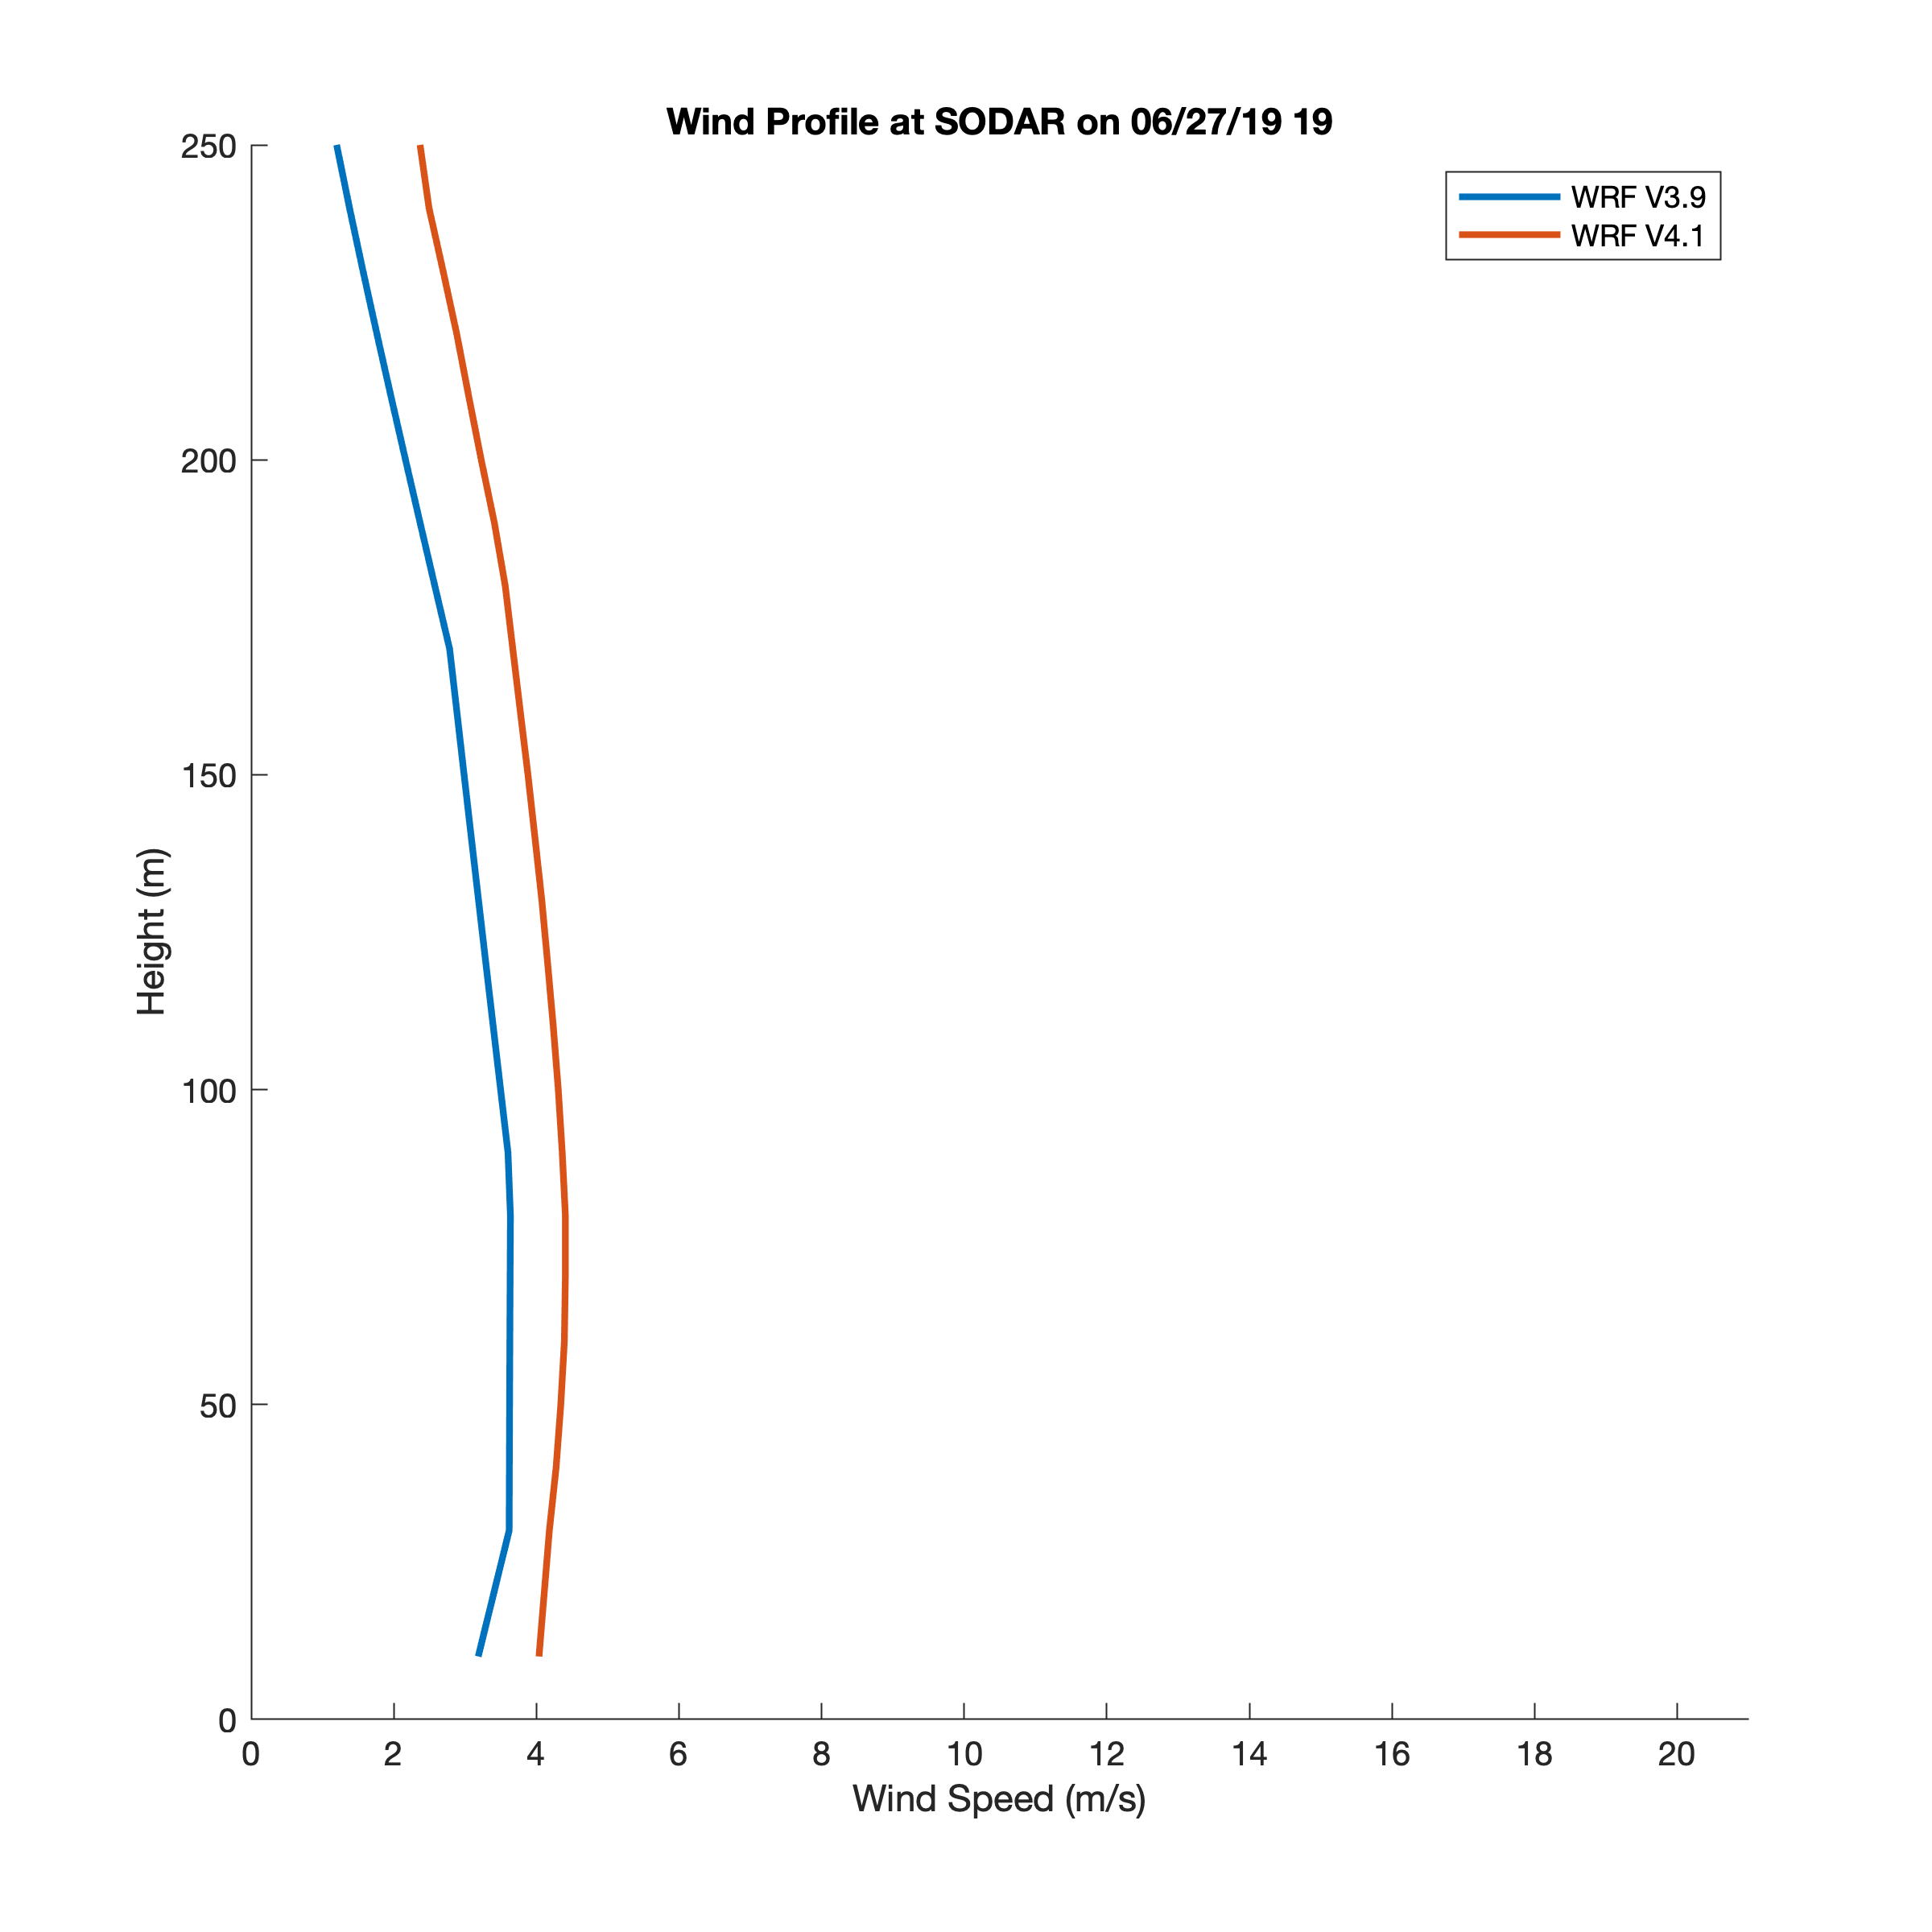 Wind Profile at SODAR on 06/27/19 19
WRF V3.9
WRF V4.1
250
200
150
100
50
0
Height (m)
0 2 4 6 8 10 12 14 16 18 20
Wind Speed (m/s)